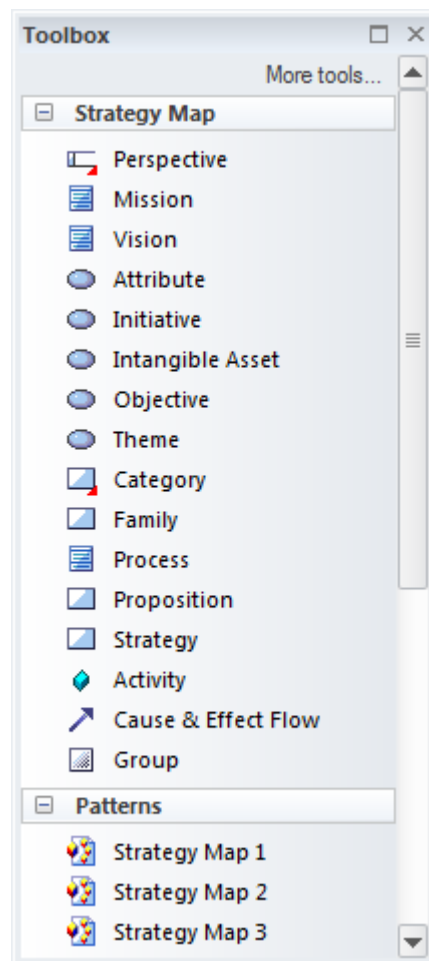 Toolbox
More tools...
Strategy Map
Perspective
Mission
Vision
Attribute
Initiative
Intangible Asset
Objective
Theme
Category
Family
Process
Proposition
Strategy
Activity
Cause & Effect Flow
Group
Patterns
Strategy Map 1
Strategy Map 2
Strategy Map 3